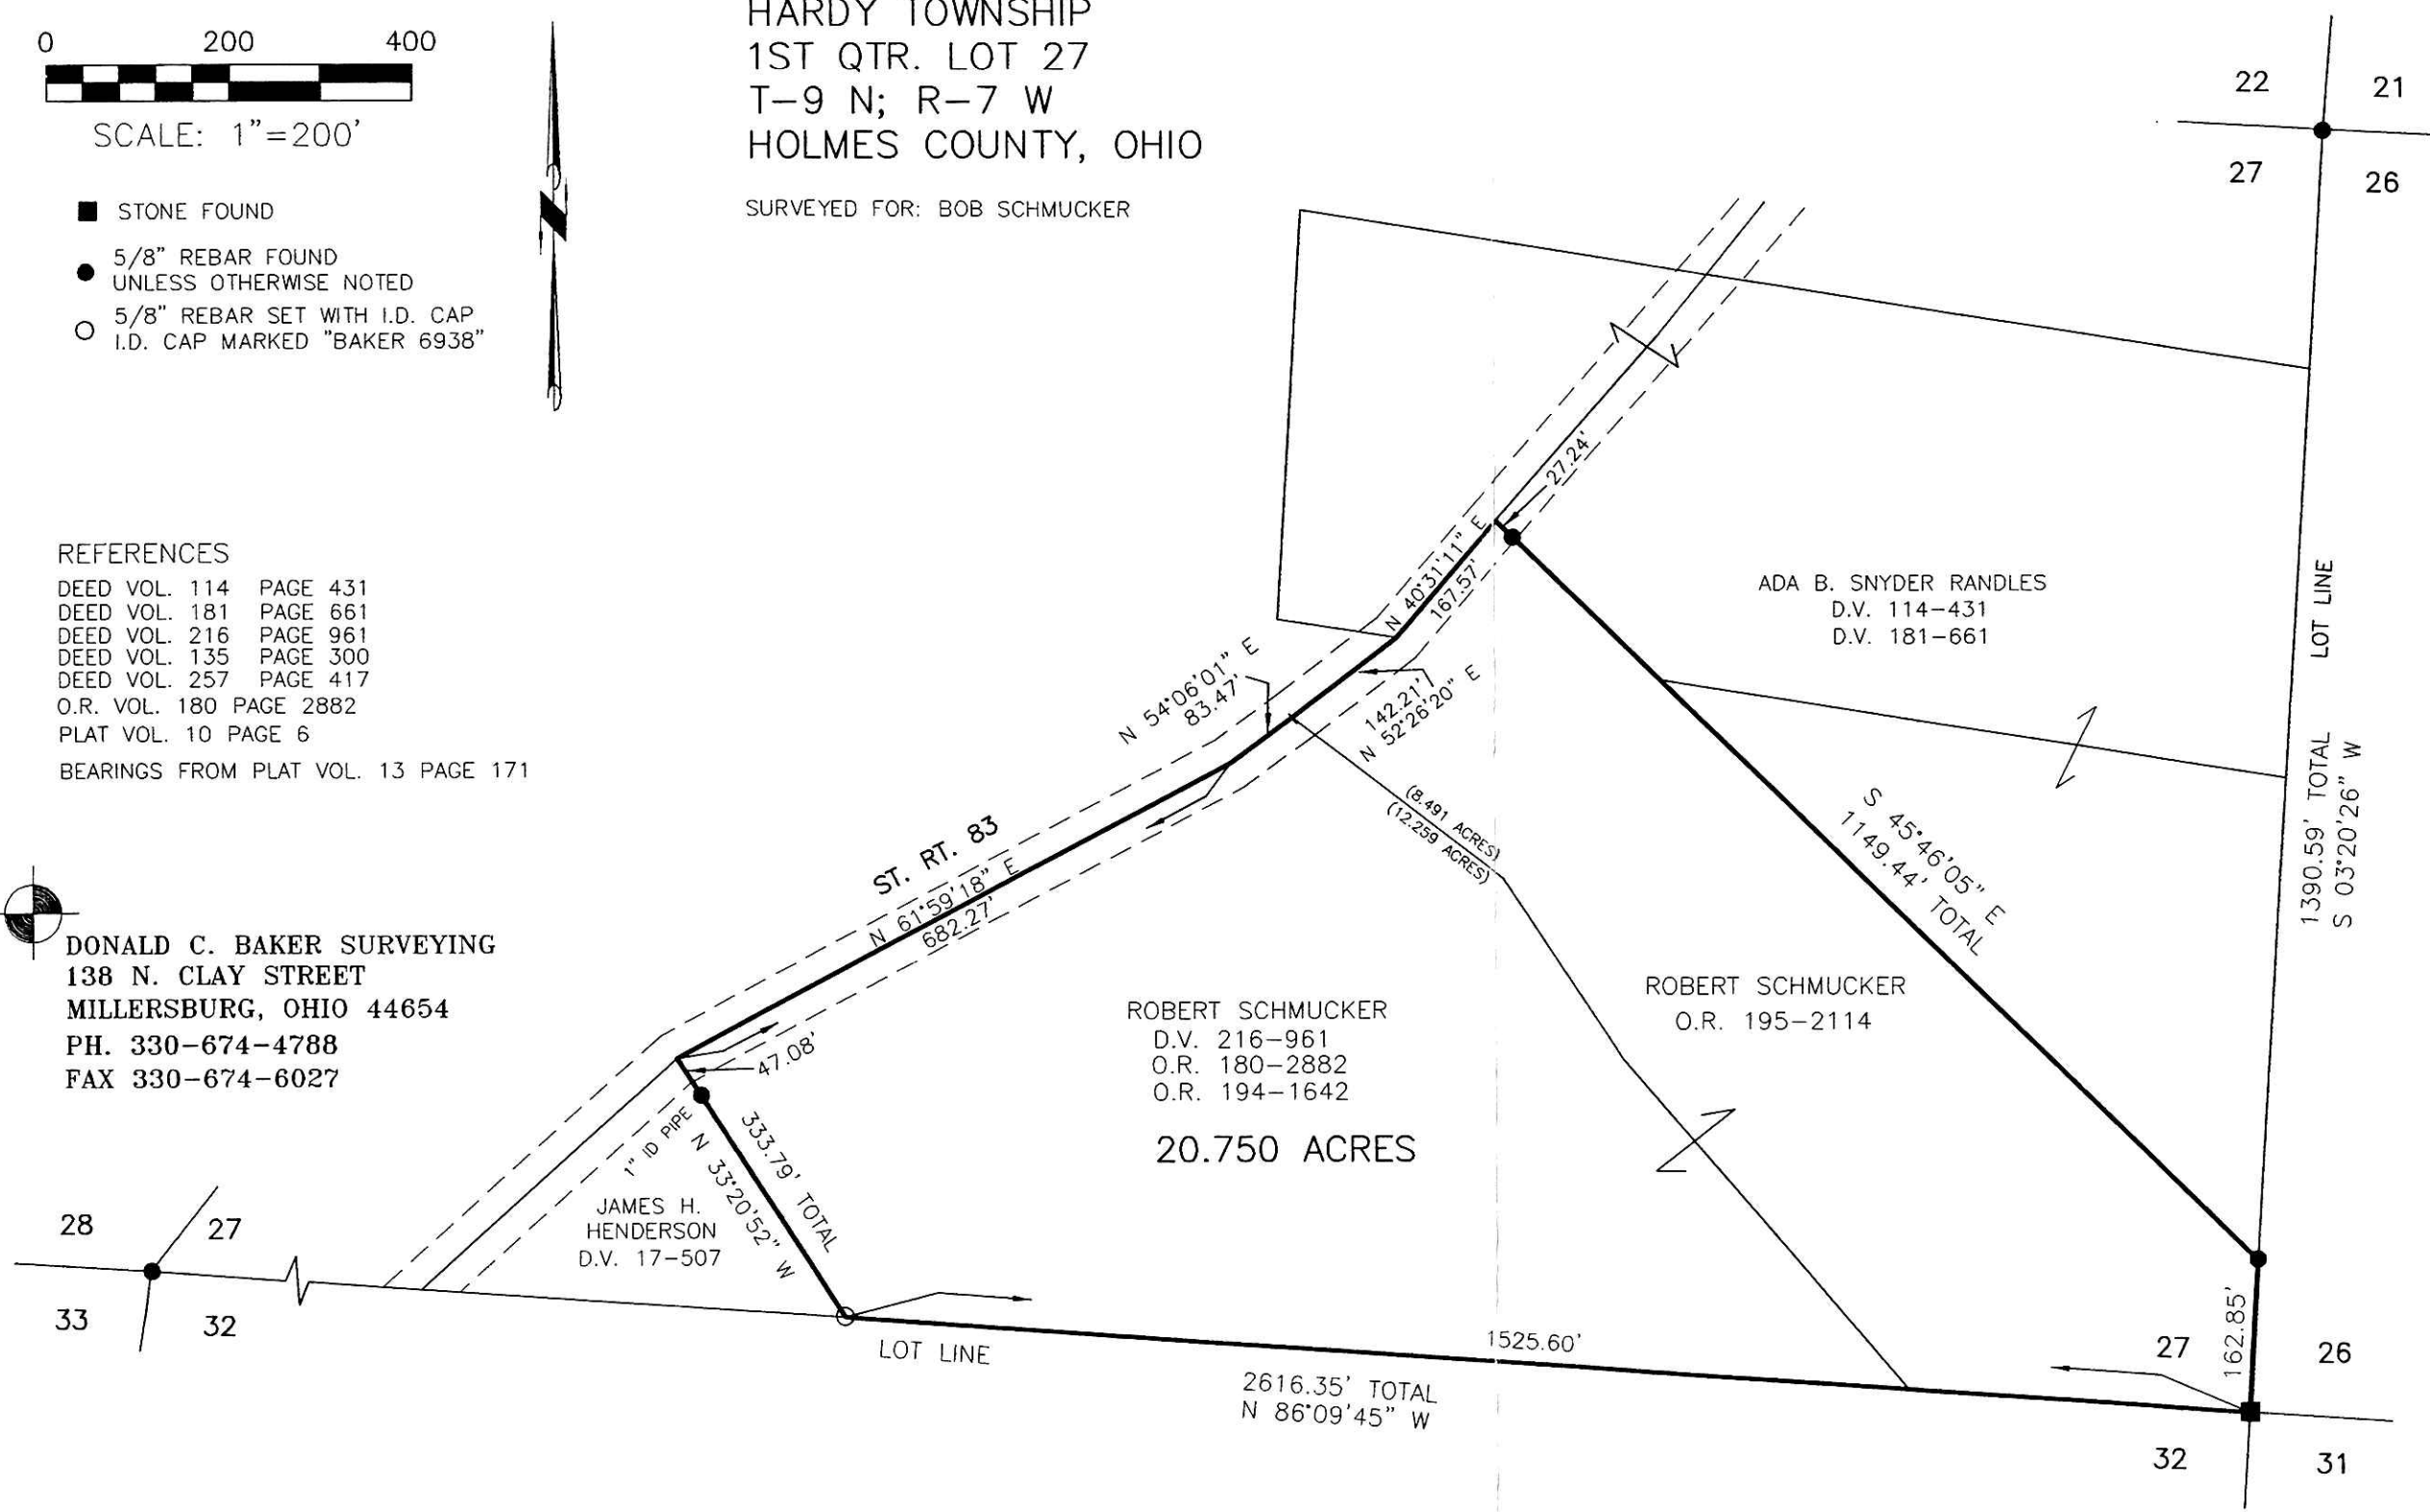 HARDY TOWNSHIP
1ST QTR. LOT 27
T-9 N; R-7 W
HOLMES COUNTY, OHIO
SURVEYED FOR: BOB SCHMUCKER
0 200 400
SCALE: 1"=200'
STONE FOUND
5/8" REBAR FOUND
UNLESS OTHERWISE NOTED
5/8" REBAR SET WITH I.D. CAP
I.D. CAP MARKED "BAKER 6938"
22 21
27 26
REFERENCES
DEED VOL. 114 PAGE 431
DEED VOL. 181 PAGE 661
DEED VOL. 216 PAGE 961
DEED VOL. 135 PAGE 300
DEED VOL. 257 PAGE 417
O.R. VOL. 180 PAGE 2882
PLAT VOL. 10 PAGE 6
BEARINGS FROM PLAT VOL. 13 PAGE 171
DONALD C. BAKER SURVEYING
138 N. CLAY STREET
MILLERSBURG, OHIO 44654
PH. 330-674-4788
FAX 330-674-6027
27.24'
N 40°31'11" E
167.57'
N 54°06'01" E
83.47'
142.21'
N 52°26'20" E
(8.491 ACRES)
(12.259 ACRES)
ST. RT. 83
N 61°59'18" E
682.27'
ADA B. SNYDER RANDLES
D.V. 114-431
D.V. 181-661
LOT LINE
1390.59' TOTAL
S 03°20'26" W
S 45°46'05" E
1149.44' TOTAL
ROBERT SCHMUCKER
O.R. 195-2114
ROBERT SCHMUCKER
D.V. 216-961
O.R. 180-2882
O.R. 194-1642
20.750 ACRES
47.08'
1" ID PIPE
333.79' TOTAL
N 33°20'52" W
JAMES H.
HENDERSON
D.V. 17-507
28 27
33 32
LOT LINE
1525.60'
2616.35' TOTAL
N 86°09'45" W
162.85'
27 26
32 31